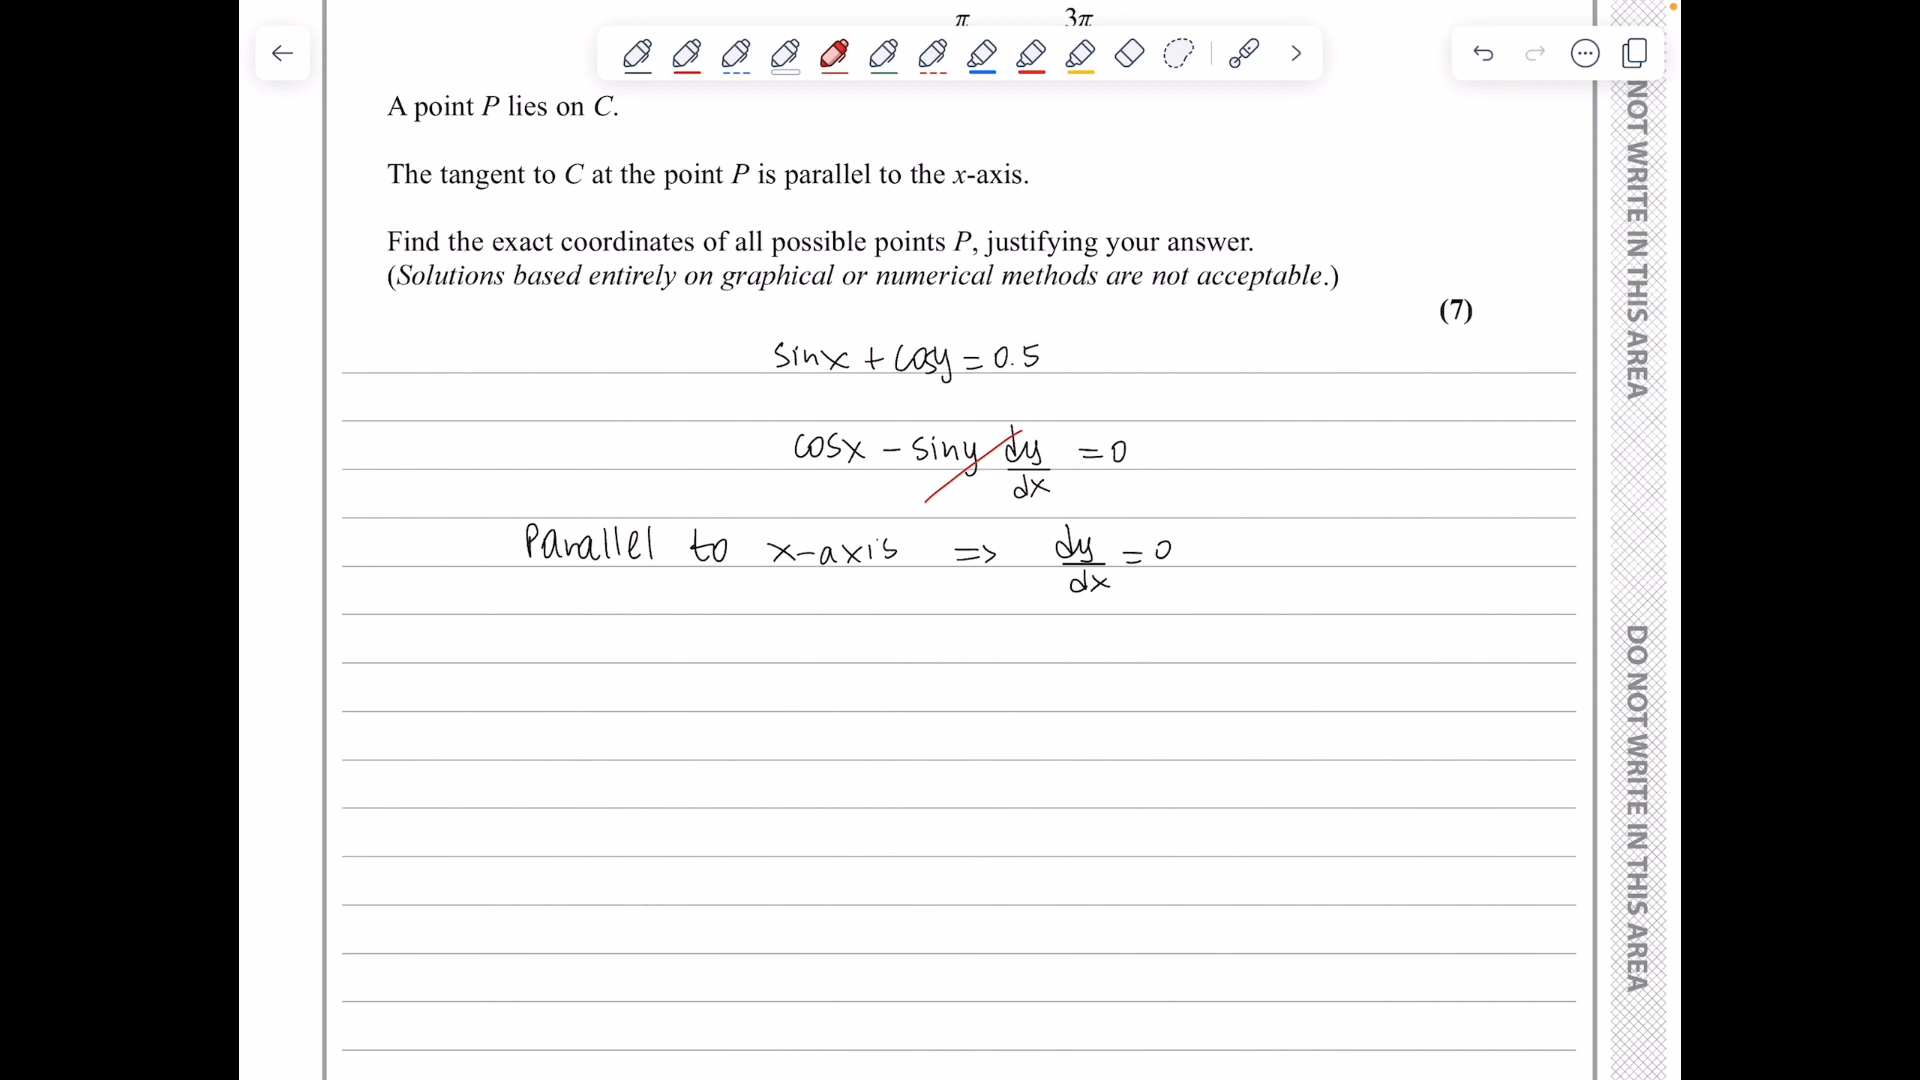 π 3π
A point P lies on C.
The tangent to C at the point P is parallel to the x-axis.
Find the exact coordinates of all possible points P, justifying your answer.
(Solutions based entirely on graphical or numerical methods are not acceptable.)
(7)
sinx + cosy = 0.5
cosx - siny dy/dx = 0
Parallel to x-axis => dy/dx = 0
NOT WRITE IN THIS AREA
DO NOT WRITE IN THIS AREA